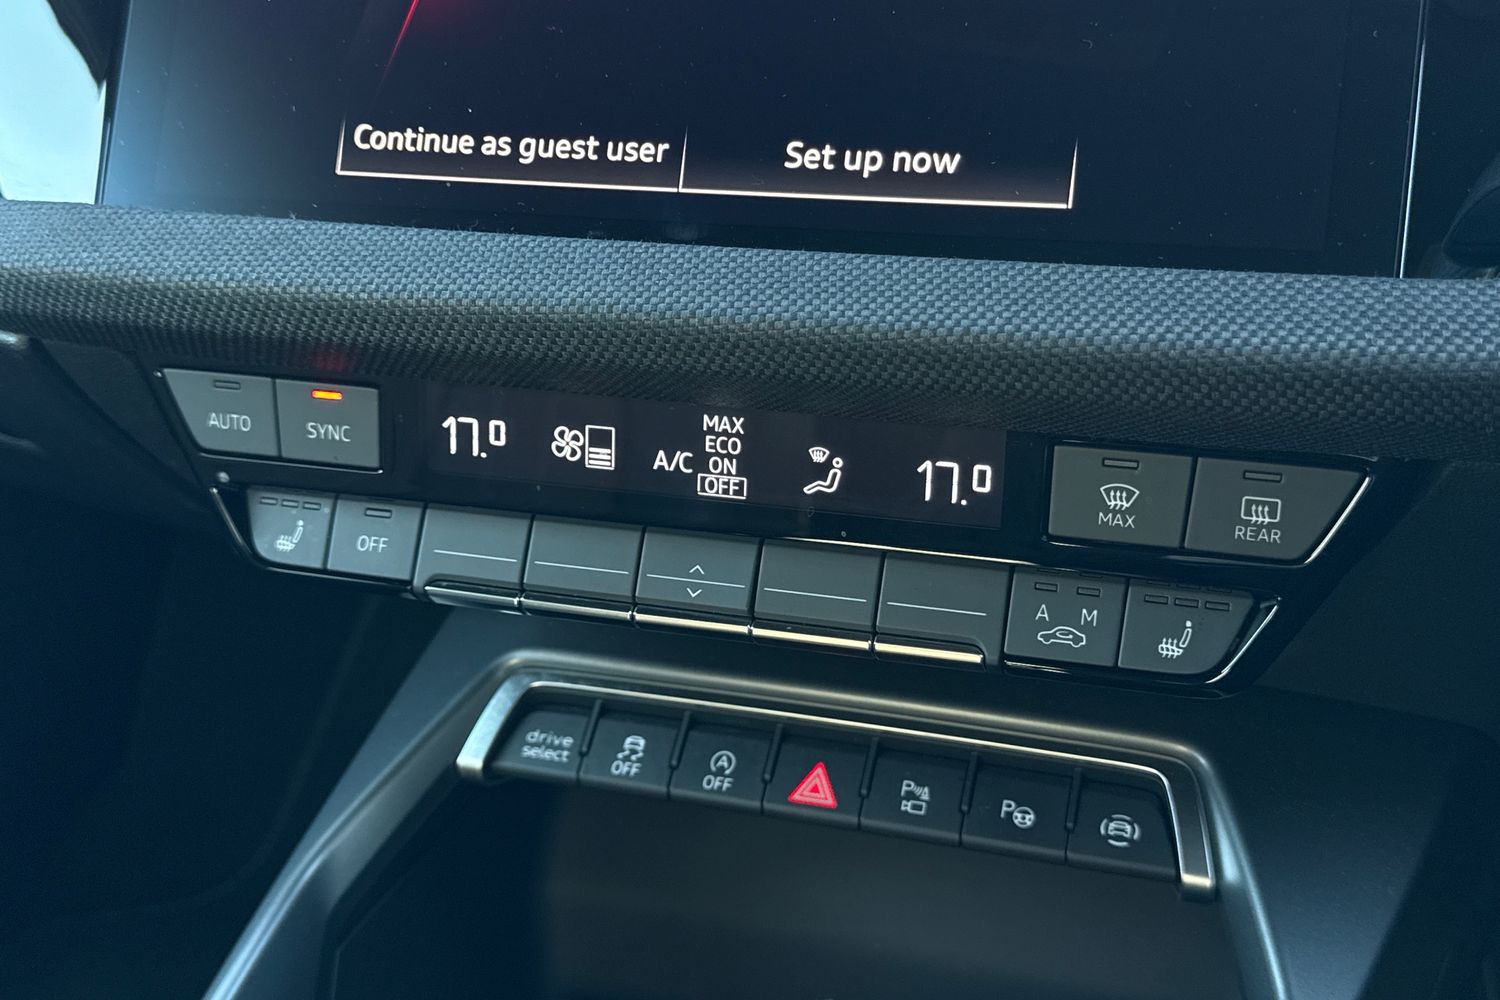 Continue as guest user
Set up now
AUTO
SYNC
17.0
A/C
MAX
ECO
ON
OFF
17.0
MAX
REAR
OFF
A M
drive
select
OFF
A
OFF
P
P